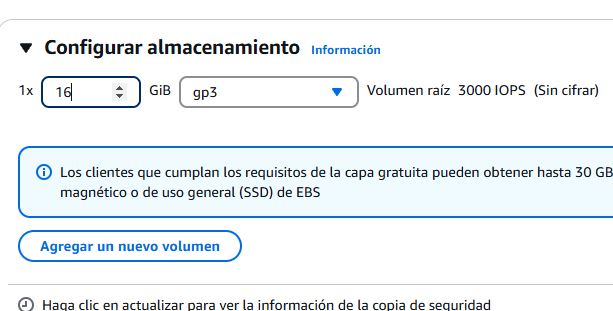 Configurar almacenamiento Información
1x 16 GiB gp3 Volumen raíz 3000 IOPS (Sin cifrar)
Los clientes que cumplan los requisitos de la capa gratuita pueden obtener hasta 30 GB
magnético o de uso general (SSD) de EBS
Agregar un nuevo volumen
Haga clic en actualizar para ver la información de la copia de seguridad